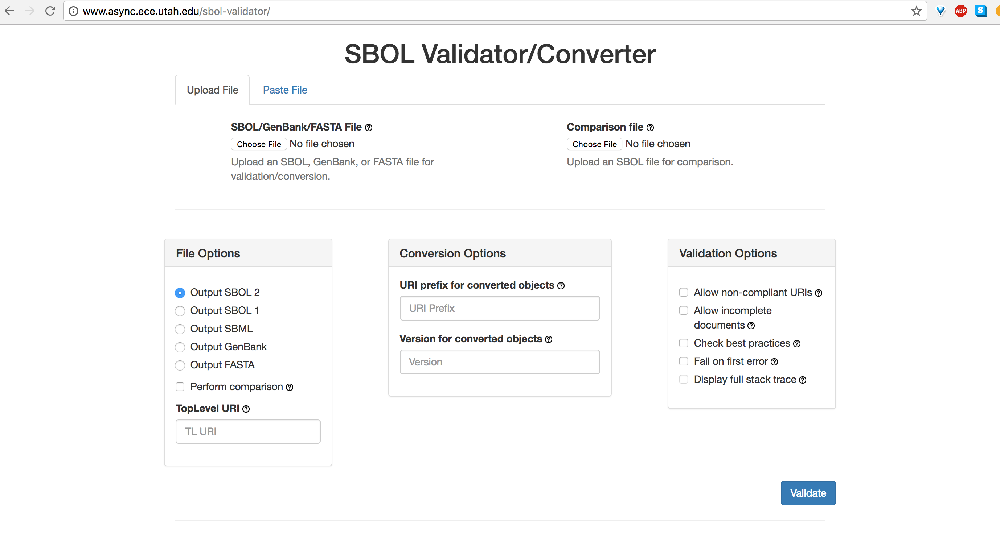 www.async.ece.utah.edu/sbol-validator/
ABP
S
SBOL Validator/Converter
Upload File
Paste File
SBOL/GenBank/FASTA File
Choose File No file chosen
Upload an SBOL, GenBank, or FASTA file for
validation/conversion.
Comparison file
Choose File No file chosen
Upload an SBOL file for comparison.
File Options
Output SBOL 2
Output SBOL 1
Output SBML
Output GenBank
Output FASTA
Perform comparison
TopLevel URI
TL URI
Conversion Options
URI prefix for converted objects
URI Prefix
Version for converted objects
Version
Validation Options
Allow non-compliant URIs
Allow incomplete
documents
Check best practices
Fail on first error
Display full stack trace
Validate